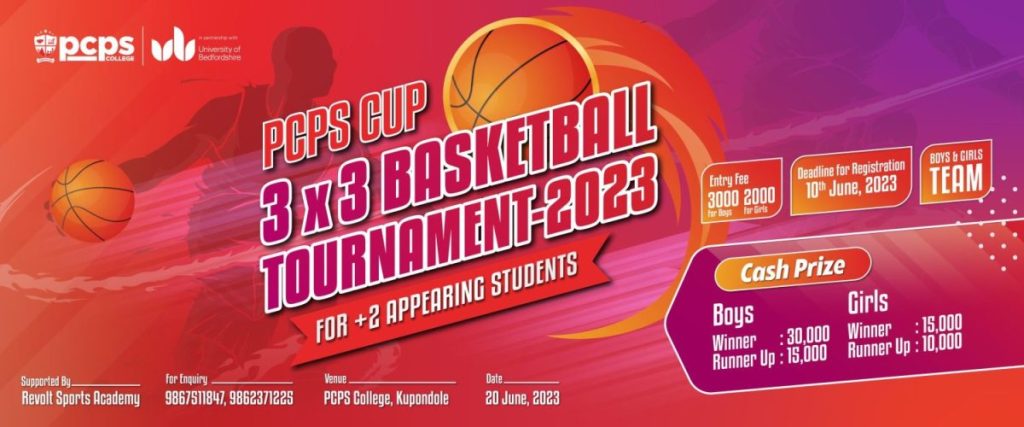 pcps
COLLEGE
in partnership with
University of
Bedfordshire
PCPS CUP
3 x 3 BASKETBALL
TOURNAMENT-2023
FOR +2 APPEARING STUDENTS
Entry Fee
3000 2000
for Boys for Girls
Deadline for Registration
10th June, 2023
BOYS & GIRLS
TEAM
Cash Prize
Boys
Winner : 30,000
Runner Up : 15,000
Girls
Winner : 15,000
Runner Up : 10,000
Supported By
Revolt Sports Academy
For Enquiry
9867511847, 9862371225
Venue
PCPS College, Kupondole
Date
20 June, 2023